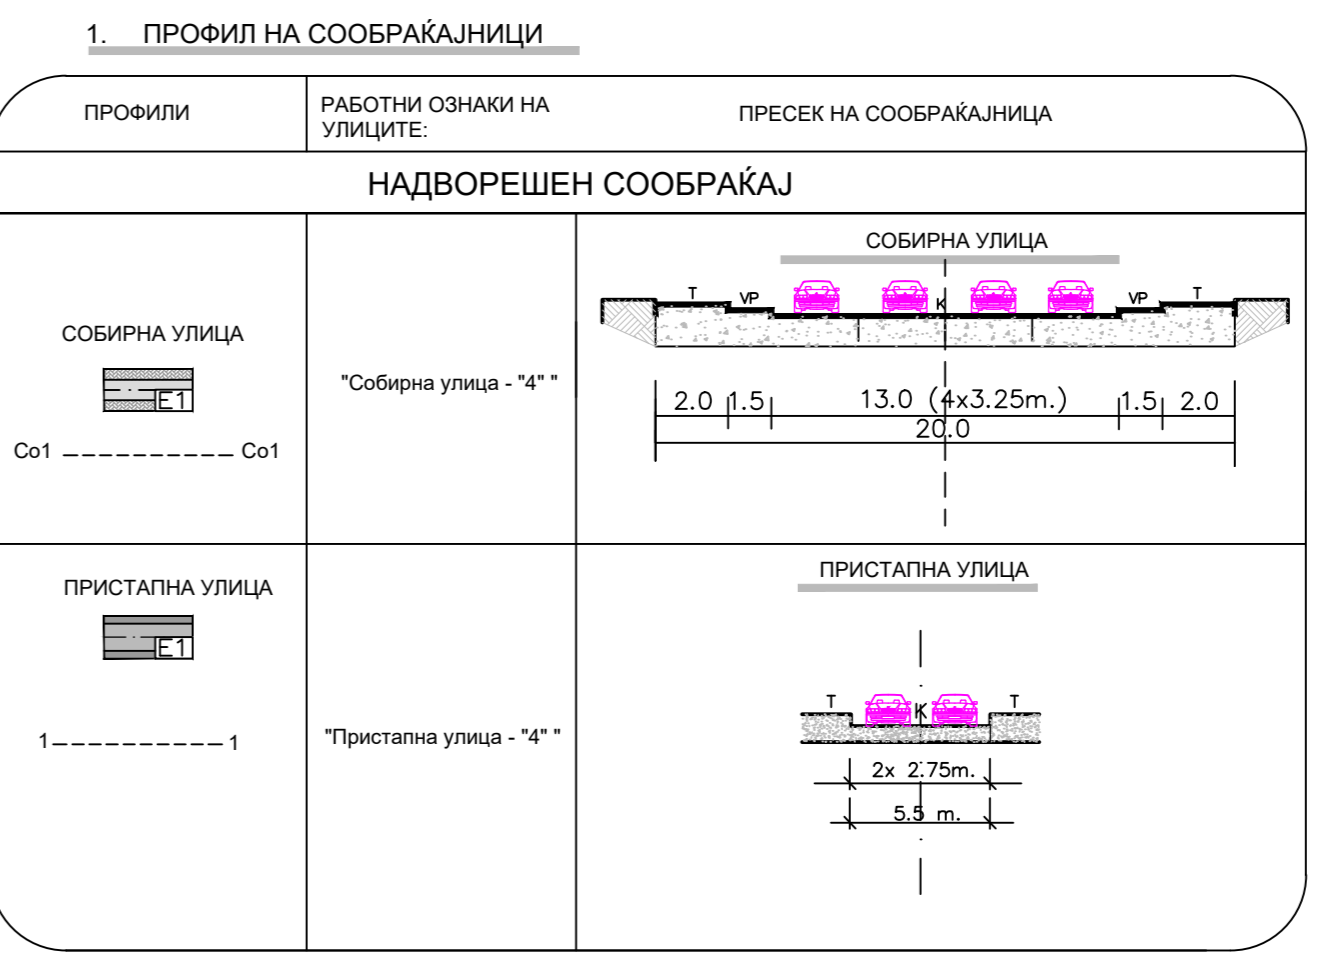 1. ПРОФИЛ НА СООБРАЌАЈНИЦИ
ПРОФИЛИ
РАБОТНИ ОЗНАКИ НА
УЛИЦИТЕ:
ПРЕСЕК НА СООБРАЌАЈНИЦА
НАДВОРЕШЕН СООБРАЌАЈ
СОБИРНА УЛИЦА
E1
Co1 Co1
"Собирна улица - "4" "
СОБИРНА УЛИЦА
T VP K VP T
2.0 1.5 13.0 (4x3.25m.) 1.5 2.0
20.0
ПРИСТАПНА УЛИЦА
E1
1 1
"Пристапна улица - "4" "
ПРИСТАПНА УЛИЦА
T K T
2x 2.75m.
5.5 m.